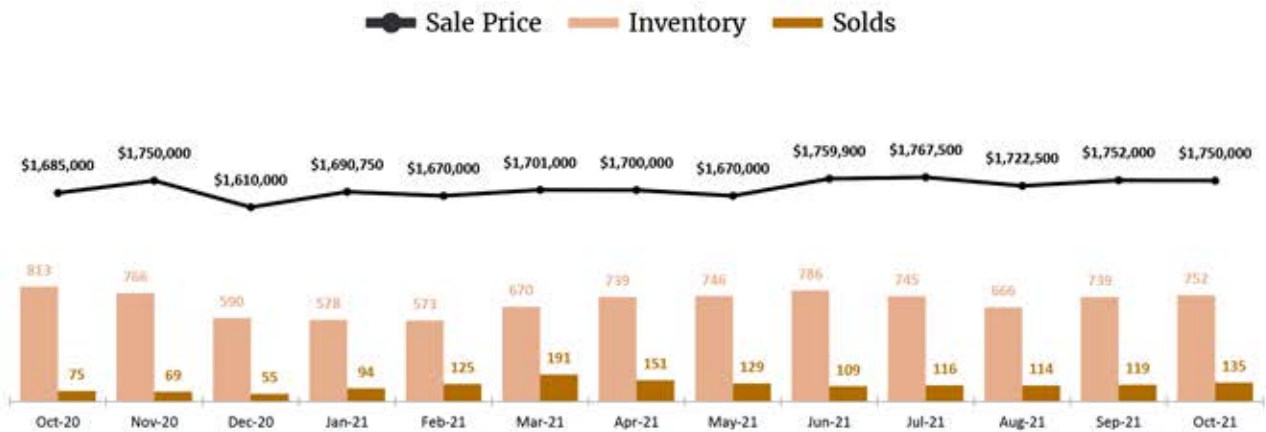 Sale Price Inventory Solds
$1,685,000 $1,750,000 $1,610,000 $1,690,750 $1,670,000 $1,701,000 $1,700,000 $1,670,000 $1,759,900 $1,767,500 $1,722,500 $1,752,000 $1,750,000
813 766 590 578 573 670 739 746 786 745 666 739 752
75 69 55 94 125 191 151 129 109 116 114 119 135
Oct-20 Nov-20 Dec-20 Jan-21 Feb-21 Mar-21 Apr-21 May-21 Jun-21 Jul-21 Aug-21 Sep-21 Oct-21